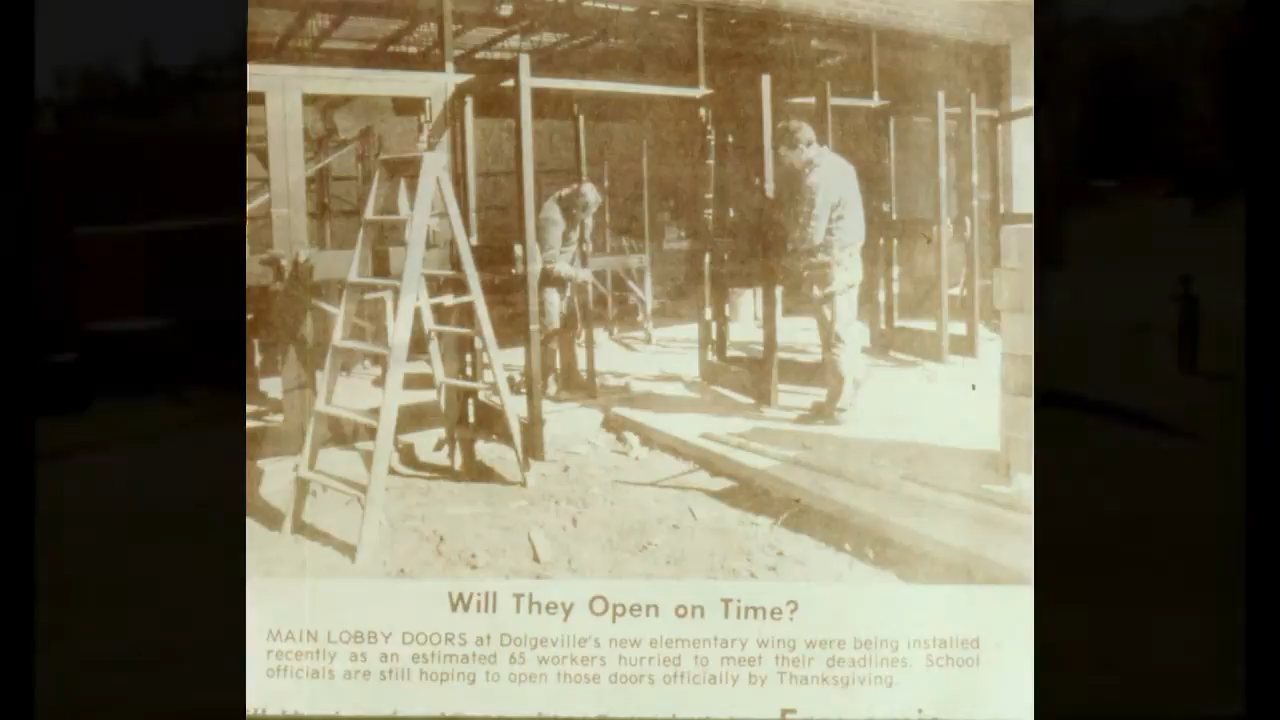 Will They Open on Time?
MAIN LOBBY DOORS at Dolgeville's new elementary wing were being installed
recently as an estimated 65 workers hurried to meet their deadlines. School
officials are still hoping to open those doors officially by Thanksgiving.